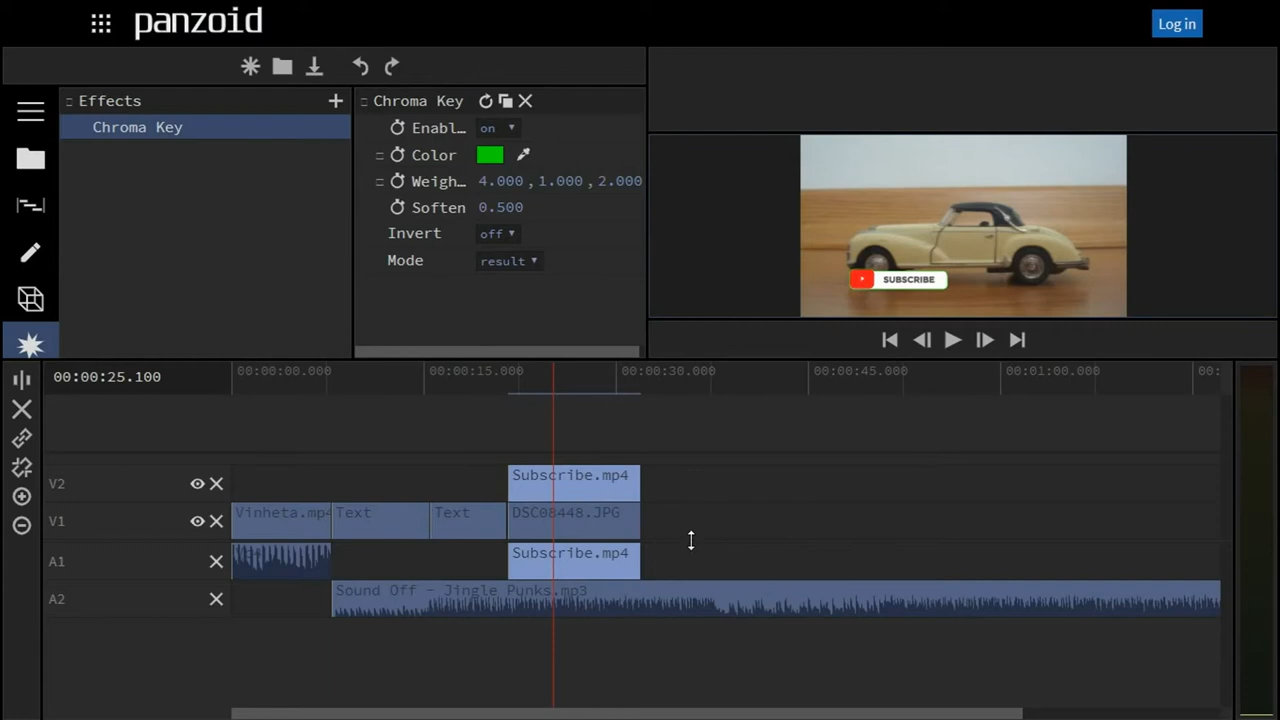 panzoid
Log in
Effects
Chroma Key
Chroma Key
Enabl… on
Color
Weigh… 4.000 , 1.000 , 2.000
Soften 0.500
Invert off
Mode result
SUBSCRIBE
00:00:25.100
00:00:00.000 00:00:15.000 00:00:30.000 00:00:45.000 00:01:00.000 00:
V2 Subscribe.mp4
V1 Vinheta.mp4 Text Text DSC08448.JPG
A1 Subscribe.mp4
A2 Sound Off - Jingle Punks.mp3